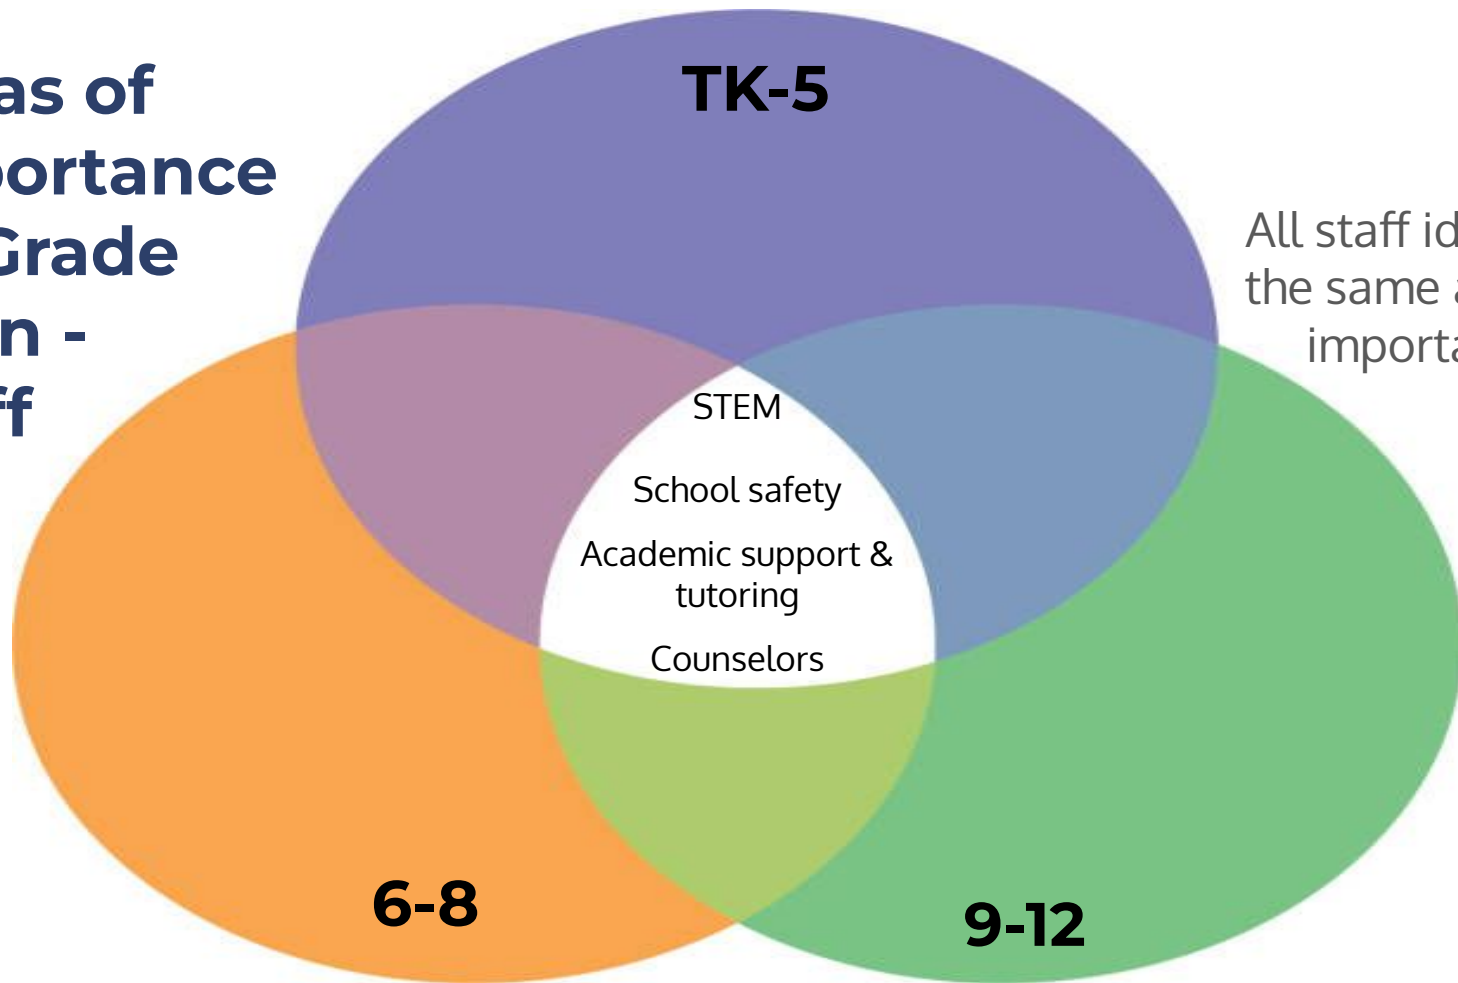 as of
portance
Grade
n -
ff
TK-5
All staff id
the same a
importa
STEM
School safety
Academic support &
tutoring
Counselors
6-8
9-12